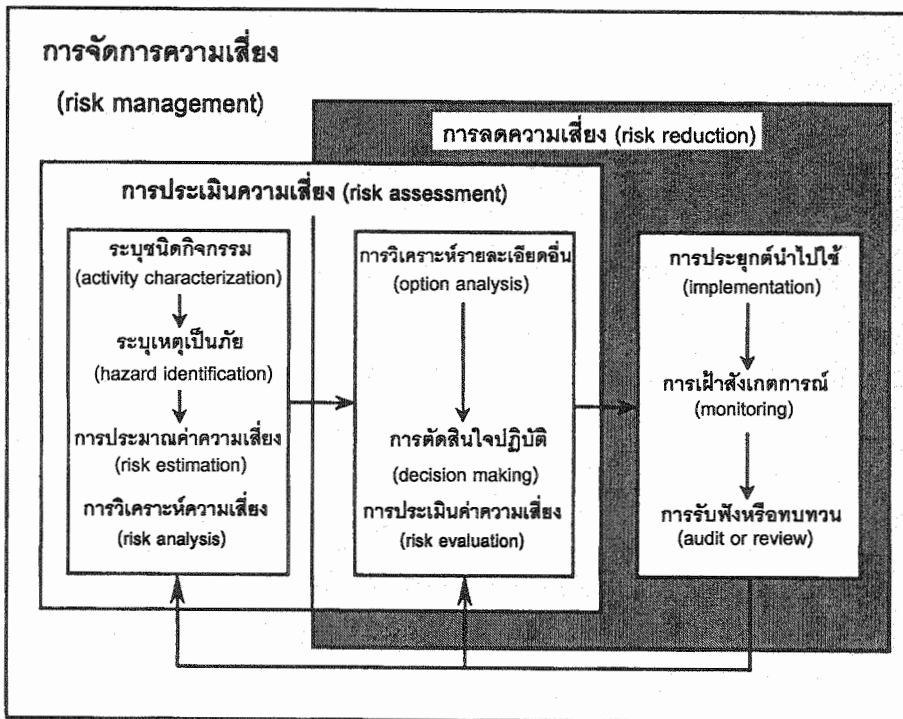 การจัดการความเสี่ยง
(risk management)
การลดความเสี่ยง (risk reduction)
การประเมินความเสี่ยง (risk assessment)
ระบุชนิดกิจกรรม
(activity characterization)
ระบุเหตุเป็นภัย
(hazard identification)
การประมาณค่าความเสี่ยง
(risk estimation)
การวิเคราะห์ความเสี่ยง
(risk analysis)
การวิเคราะห์รายละเอียดอื่น
(option analysis)
การตัดสินใจปฏิบัติ
(decision making)
การประเมินค่าความเสี่ยง
(risk evaluation)
การประยุกต์นำไปใช้
(implementation)
การเฝ้าสังเกตการณ์
(monitoring)
การรับฟังหรือทบทวน
(audit or review)